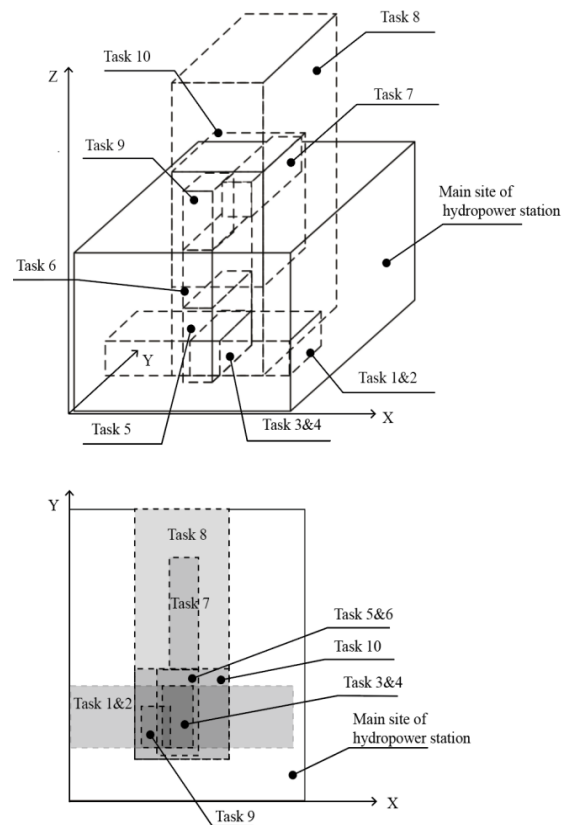 Task 8
Task 10
Z
Task 7
Task 9
Main site of
hydropower station
Task 6
Y
Task 1&2
X
Task 5
Task 3&4
Y
Task 8
Task 7
Task 5&6
Task 10
Task 3&4
Task 1&2
Main site of
hydropower station
X
Task 9